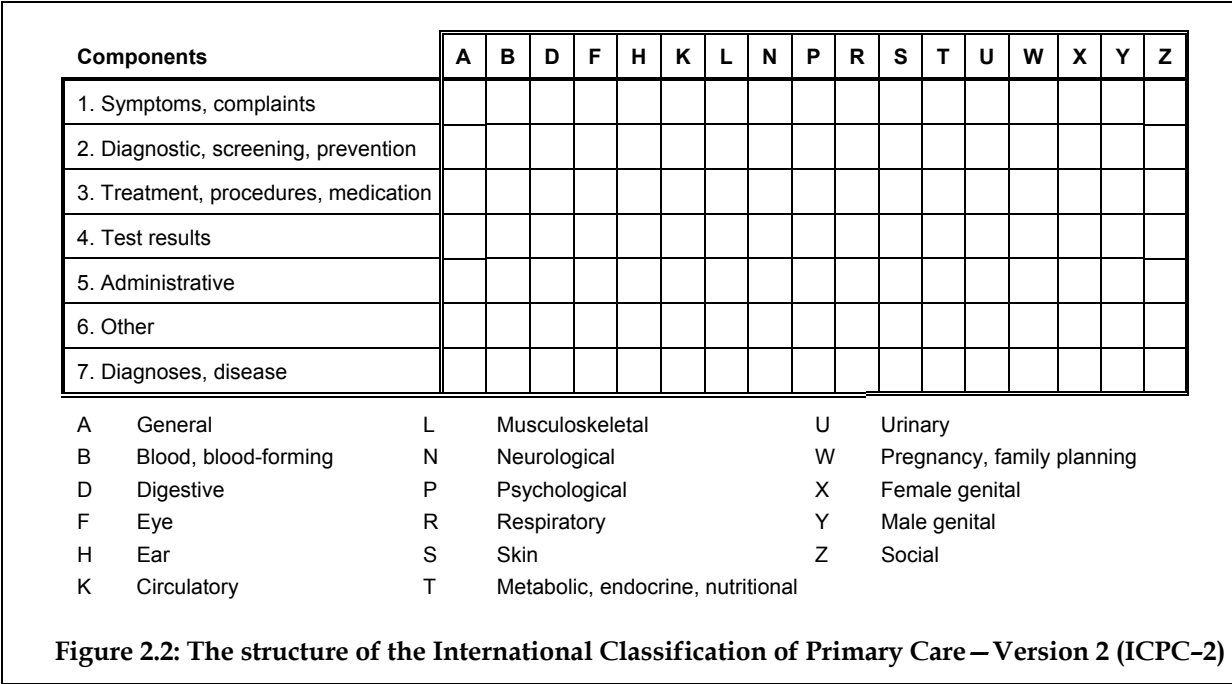 Components A B D F H K L N P R S T U W X Y Z
1. Symptoms, complaints
2. Diagnostic, screening, prevention
3. Treatment, procedures, medication
4. Test results
5. Administrative
6. Other
7. Diagnoses, disease
A General L Musculoskeletal U Urinary
B Blood, blood-forming N Neurological W Pregnancy, family planning
D Digestive P Psychological X Female genital
F Eye R Respiratory Y Male genital
H Ear S Skin Z Social
K Circulatory T Metabolic, endocrine, nutritional
Figure 2.2: The structure of the International Classification of Primary Care—Version 2 (ICPC–2)